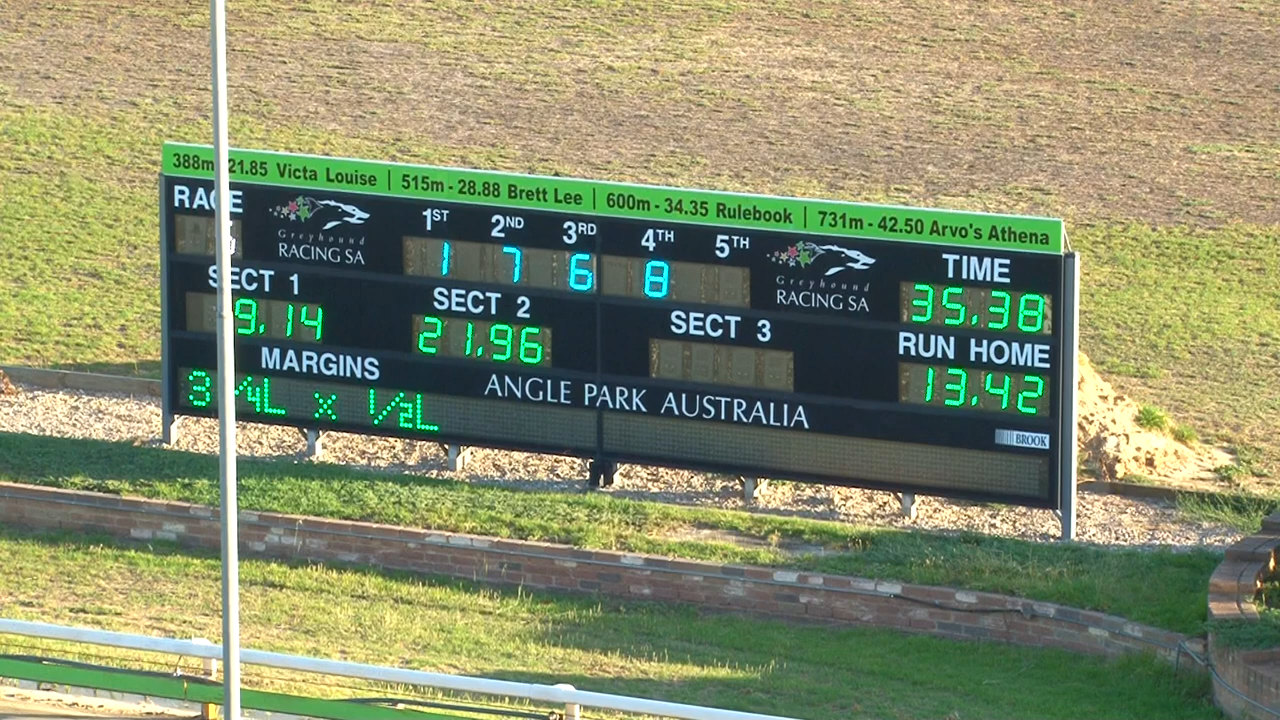 388m 21.85 Victa Louise | 515m - 28.88 Brett Lee | 600m - 34.35 Rulebook | 731m - 42.50 Arvo's Athena
RACE
Greyhound
RACING SA
1ST 2ND 3RD 4TH 5TH
1 7 6 8
Greyhound
RACING SA
TIME
35.38
SECT 1
9.14
SECT 2
21.96
SECT 3
RUN HOME
13.42
MARGINS
3 1/4L x 1/2L
ANGLE PARK AUSTRALIA
BROOK